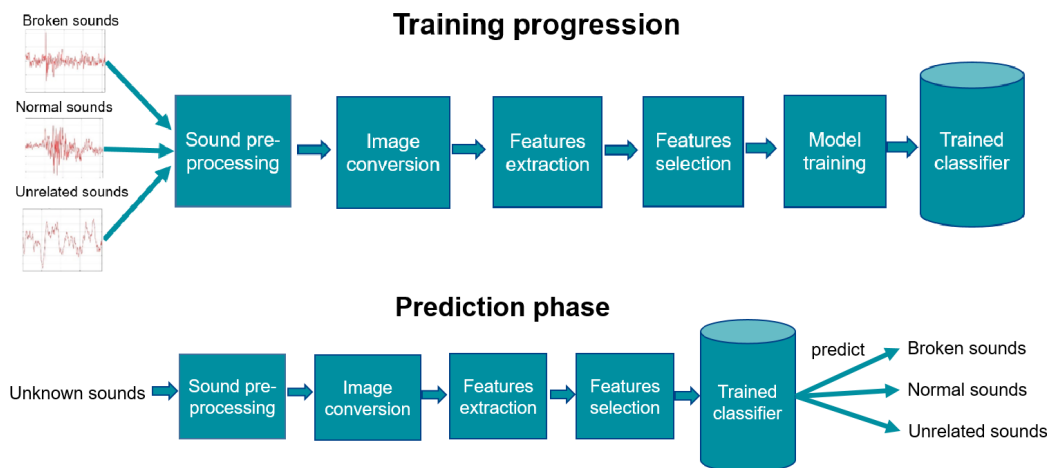 Training progression
Broken sounds
Normal sounds
Unrelated sounds
Sound pre-
processing
Image
conversion
Features
extraction
Features
selection
Model
training
Trained
classifier
Prediction phase
Unknown sounds
Sound pre-
processing
Image
conversion
Features
extraction
Features
selection
Trained
classifier
predict
Broken sounds
Normal sounds
Unrelated sounds